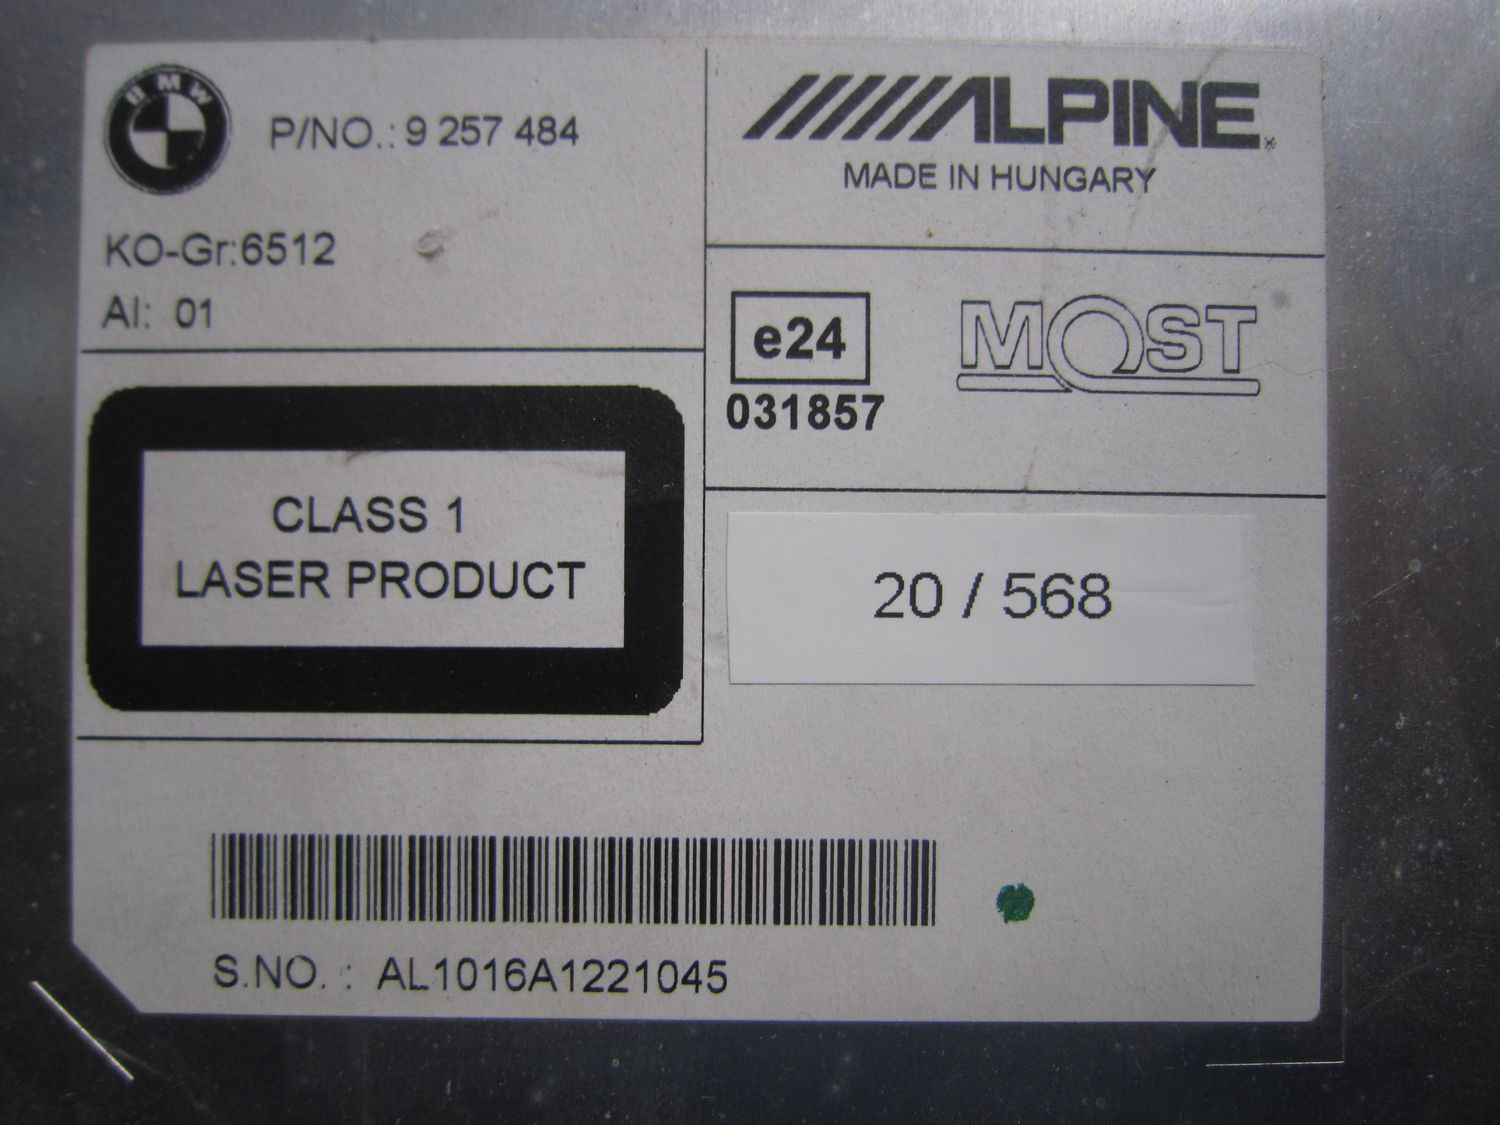 BMW
P/NO.: 9 257 484
KO-Gr:6512
AI: 01
ALPINE
MADE IN HUNGARY
e24
031857
MOST
CLASS 1
LASER PRODUCT
20 / 568
S.NO. : AL1016A1221045